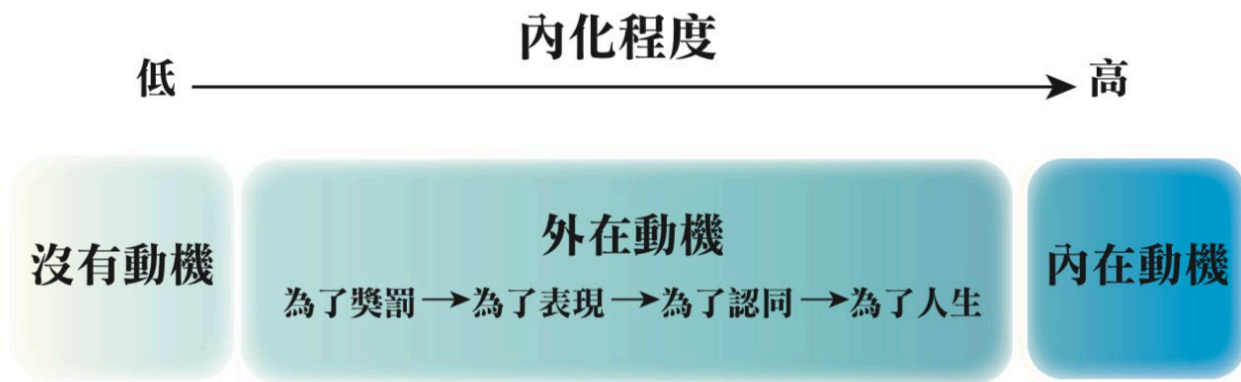 內化程度
低
高
沒有動機
外在動機
為了獎罰→為了表現→為了認同→為了人生
內在動機